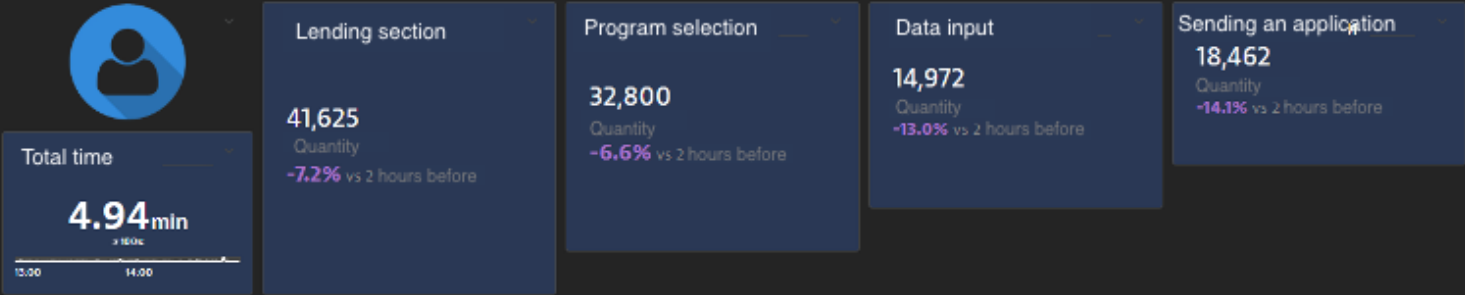 Total time
4.94min
13:00 14:00
Lending section
41,625
Quantity
-7.2% vs 2 hours before
Program selection
32,800
Quantity
-6.6% vs 2 hours before
Data input
14,972
Quantity
-13.0% vs 2 hours before
Sending an application
18,462
Quantity
-14.1% vs 2 hours before